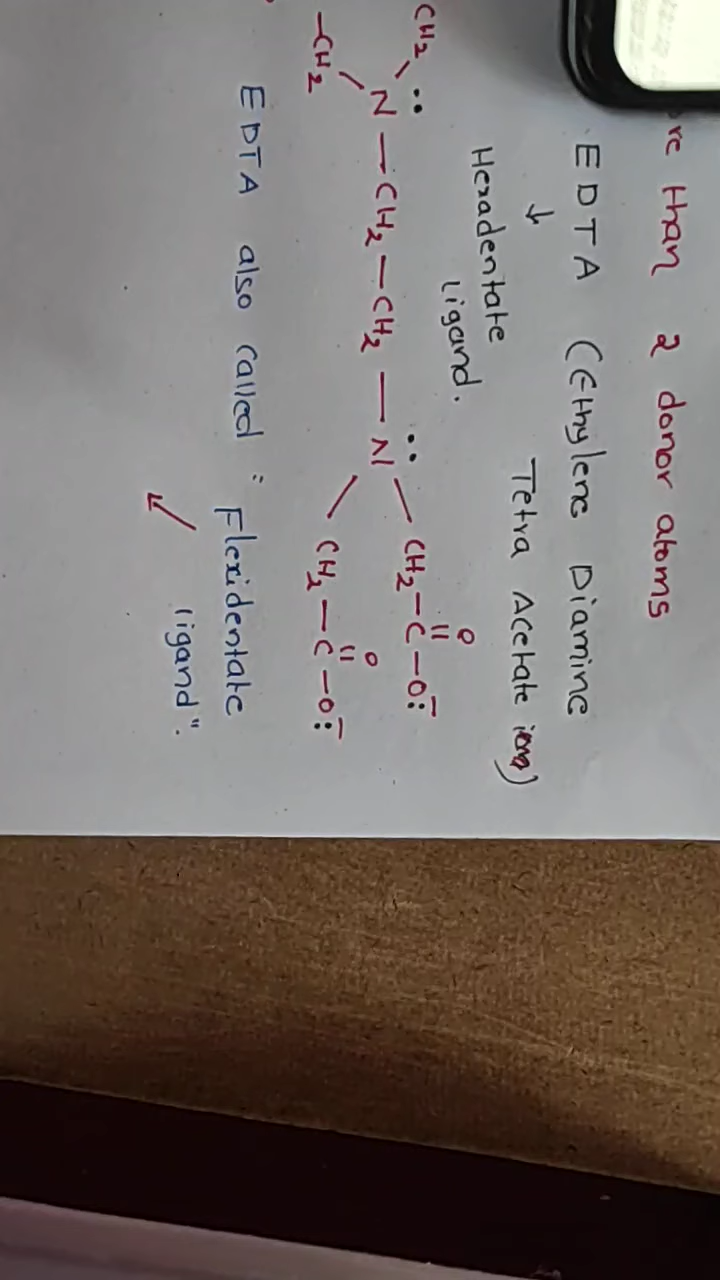 re than 2 donor atoms
EDTA (Ethylene Diamine
↓ Tetra Acetate ions)
Hexadentate
ligand.
CH2 O
.. .. CH2–C–O:–
N–CH2–CH2–N
–CH2 CH2–C–O:–
O
EDTA also called "Flexidentate
ligand".